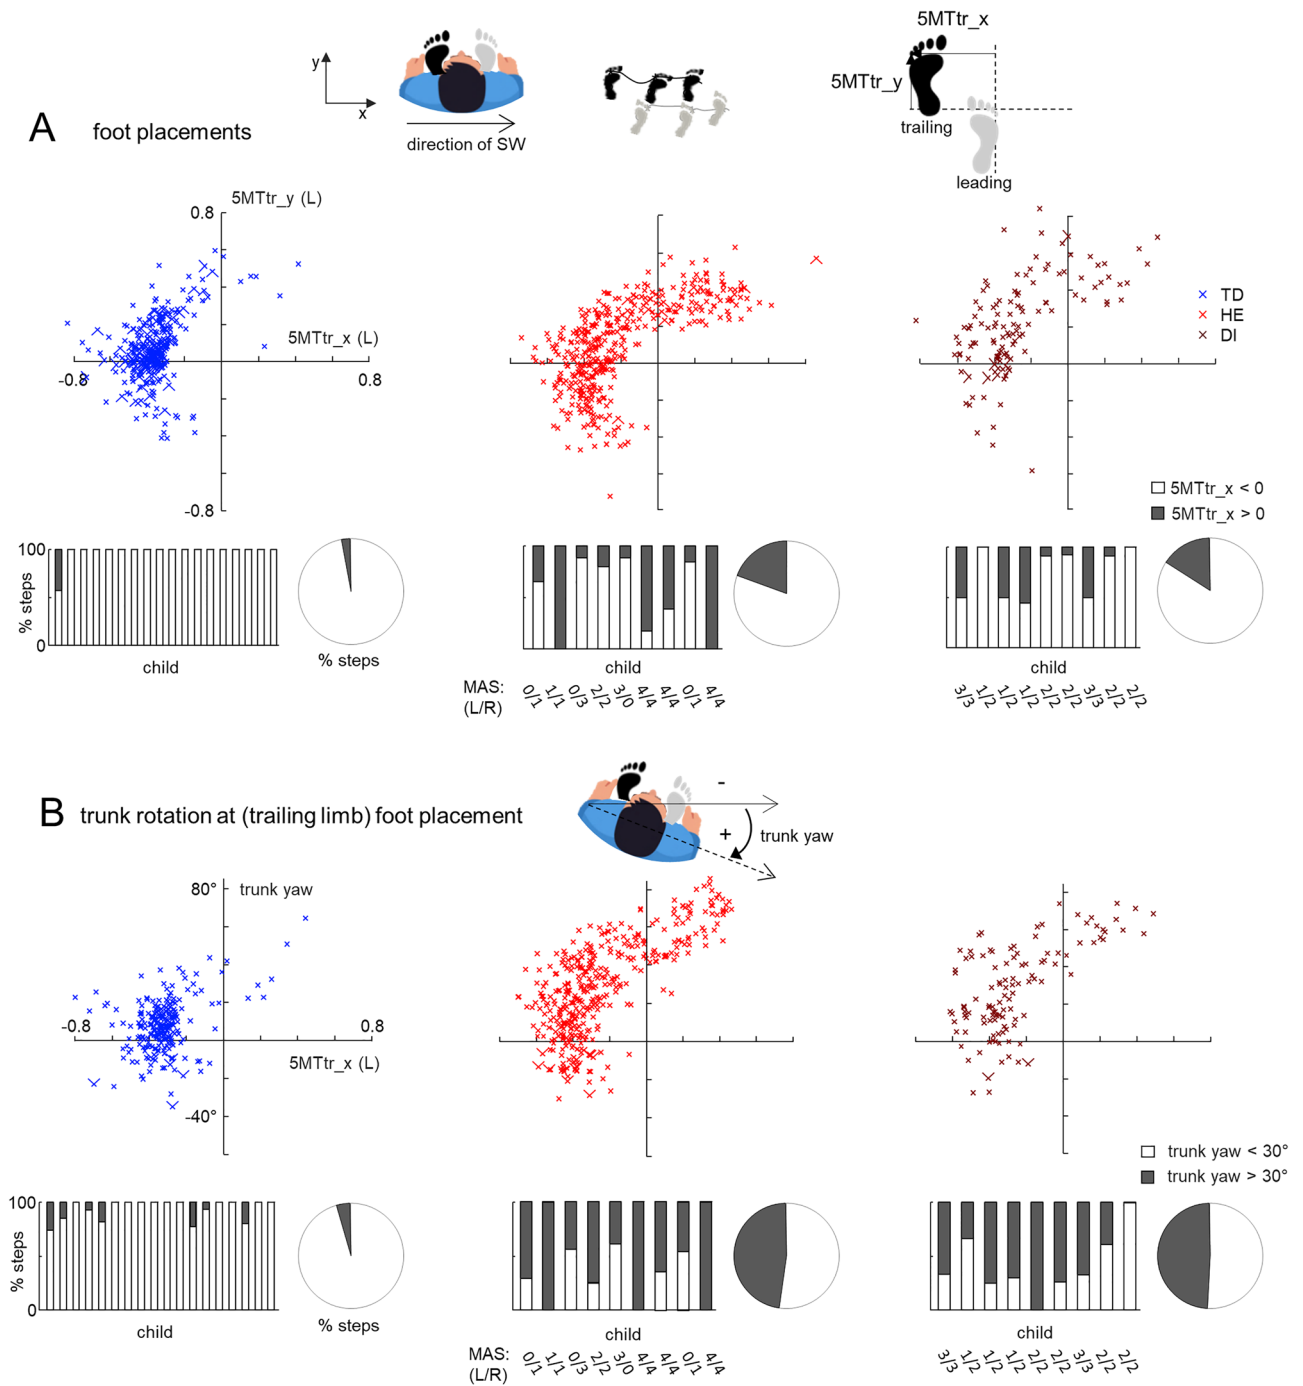 5MTtr_x
y
5MTtr_y
x
A foot placements
direction of SW
trailing
leading
5MTtr_y (L)
0.8
5MTtr_x (L)
-0.8
0.8
-0.8
TD
HE
DI
5MTtr_x < 0
5MTtr_x > 0
100
% steps
0
child
% steps
child
child
MAS:
(L/R)
0/1 1/1 0/3 2/2 3/0 4/4 4/4 0/1 4/4
3/3 1/2 1/2 1/2 2/2 2/2 3/3 2/2 2/2
B trunk rotation at (trailing limb) foot placement
-
+
trunk yaw
80°
trunk yaw
-0.8
0.8
5MTtr_x (L)
-40°
trunk yaw < 30°
trunk yaw > 30°
100
% steps
0
child
% steps
child
child
MAS:
(L/R)
0/1 1/1 0/3 2/2 3/0 4/4 4/4 0/1 4/4
3/3 1/2 1/2 1/2 2/2 2/2 3/3 2/2 2/2